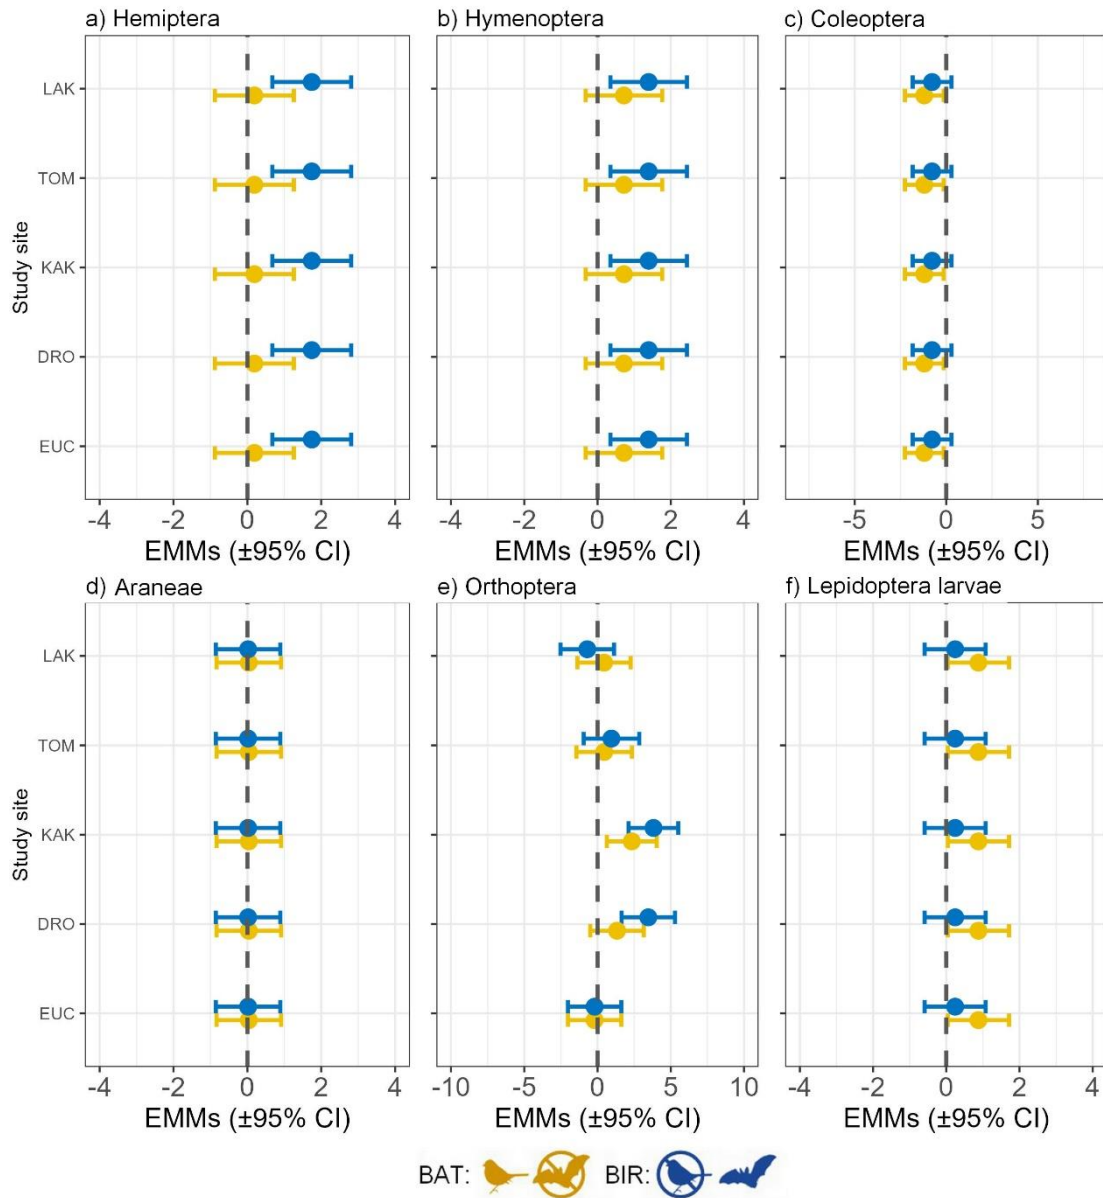 a) Hemiptera
b) Hymenoptera
c) Coleoptera
Study site
LAK
TOM
KAK
DRO
EUC
-4 -2 0 2 4
-4 -2 0 2 4
-5 0 5
EMMs (±95% CI)
EMMs (±95% CI)
EMMs (±95% CI)
d) Araneae
e) Orthoptera
f) Lepidoptera larvae
Study site
LAK
TOM
KAK
DRO
EUC
-4 -2 0 2 4
-10 -5 0 5 10
-4 -2 0 2 4
EMMs (±95% CI)
EMMs (±95% CI)
EMMs (±95% CI)
BAT:
BIR: